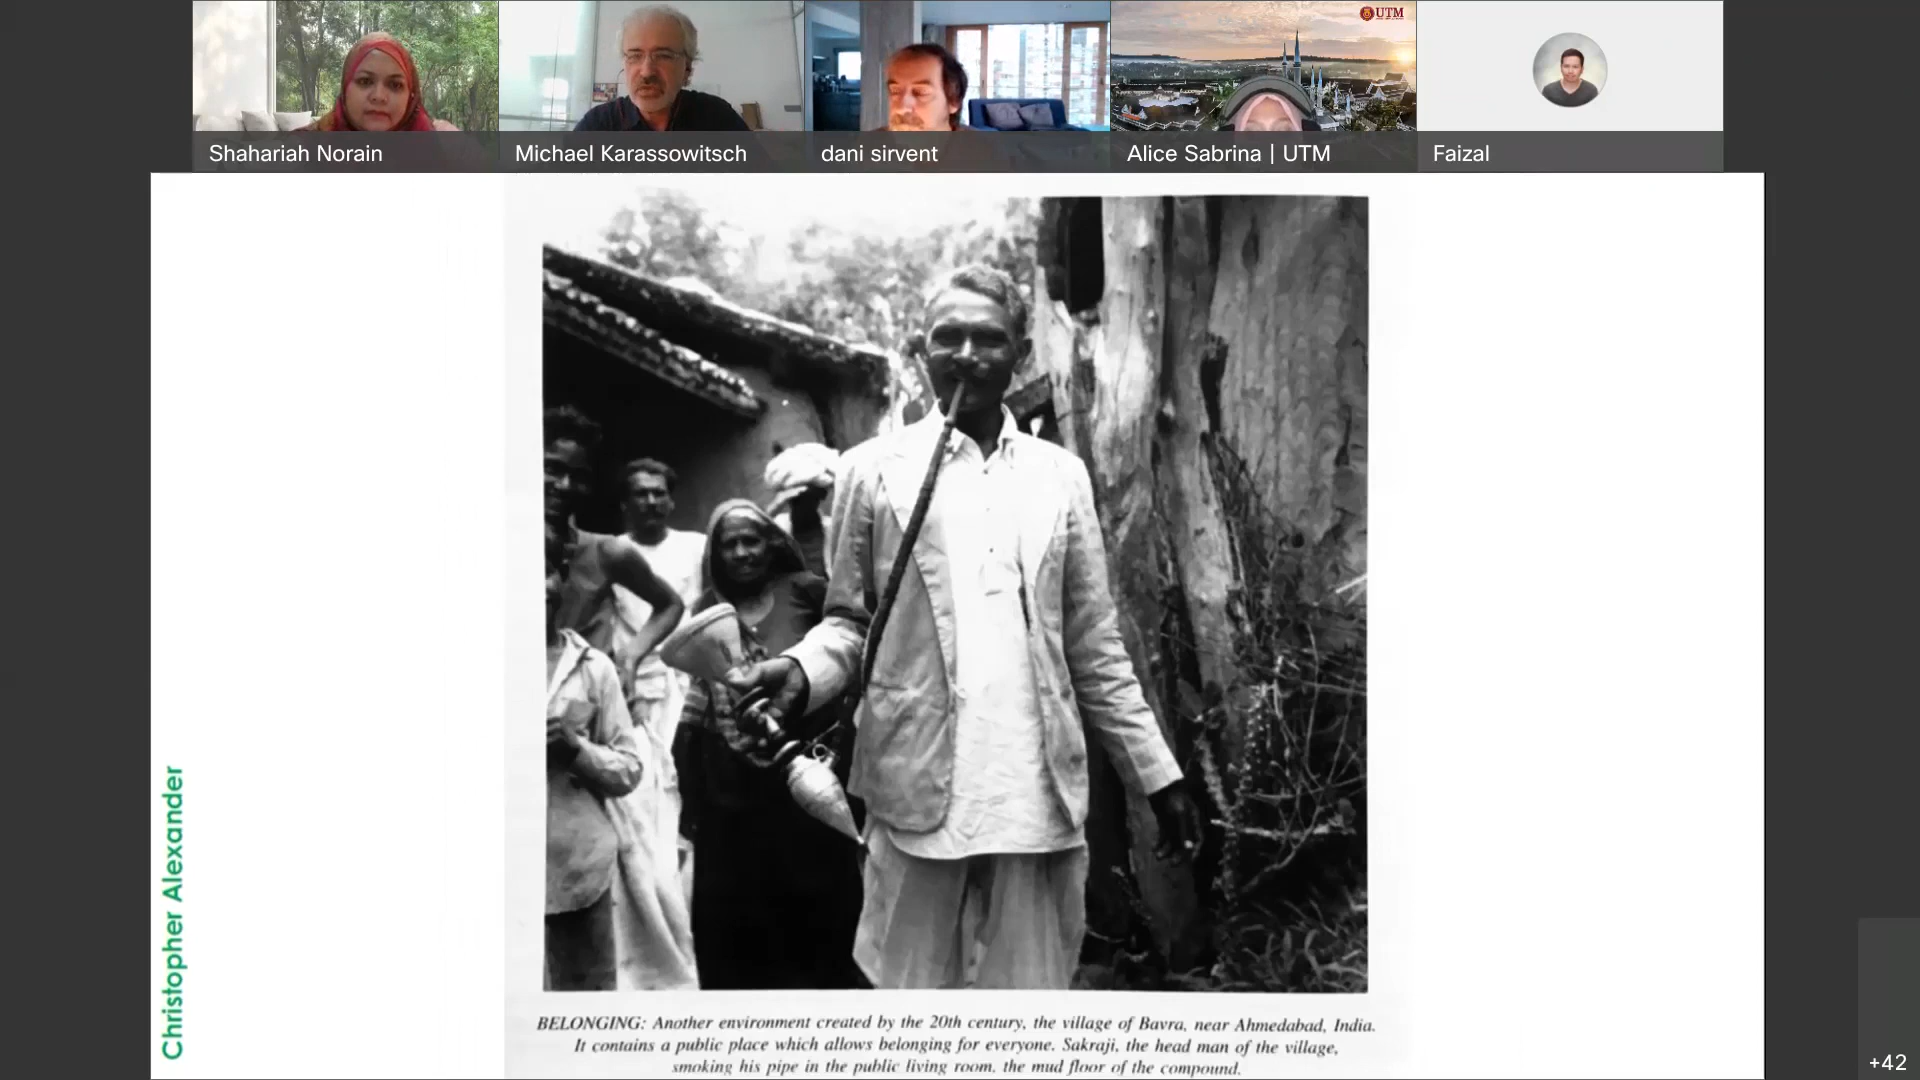 UTM
Shahariah Norain
Michael Karassowitsch
dani sirvent
Alice Sabrina | UTM
Faizal
Christopher Alexander
BELONGING: Another environment created by the 20th century, the village of Bavra, near Ahmedabad, India.
It contains a public place which allows belonging for everyone. Sakraji, the head man of the village,
smoking his pipe in the public living room, the mud floor of the compound.
+42